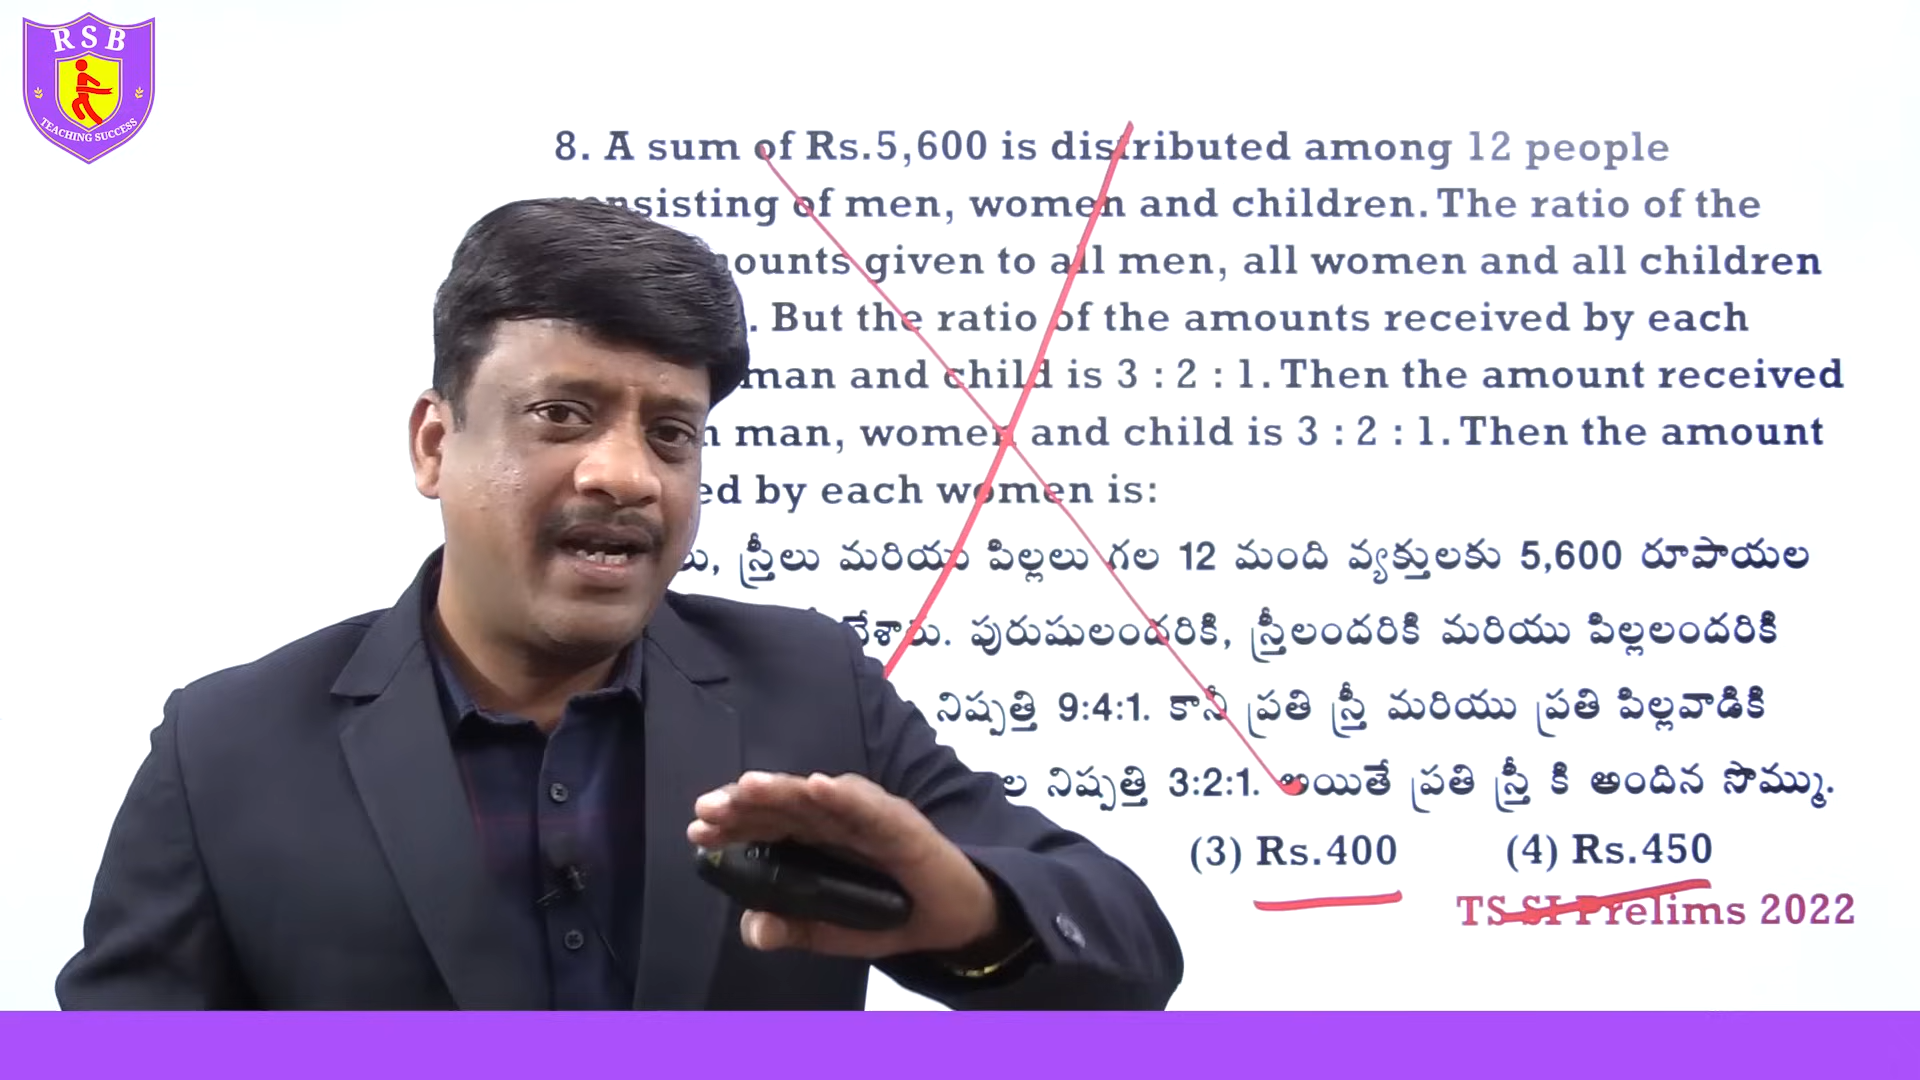 RSB
TEACHING SUCCESS
8. A sum of Rs.5,600 is distributed among 12 people
of men, women and children. The ratio of the
given to all men, all women and all children
. But the ratio of the amounts received by each
and child is 3 : 2 : 1. Then the amount received
man, women and child is 3 : 2 : 1. Then the amount
by each women is:
స్త్రీలు మరియు పిల్లలు గల 12 మంది వ్యక్తులకు 5,600 రూపాయల
పురుషులందరికి, స్త్రీలందరికి మరియు పిల్లలందరికి
నిష్పత్తి 9:4:1. కానీ ప్రతి స్త్రీ మరియు ప్రతి పిల్లవాడికి
నిష్పత్తి 3:2:1. అయితే ప్రతి స్త్రీ కి అందిన సొమ్ము.
(3) Rs.400 (4) Rs.450
TS SI Prelims 2022